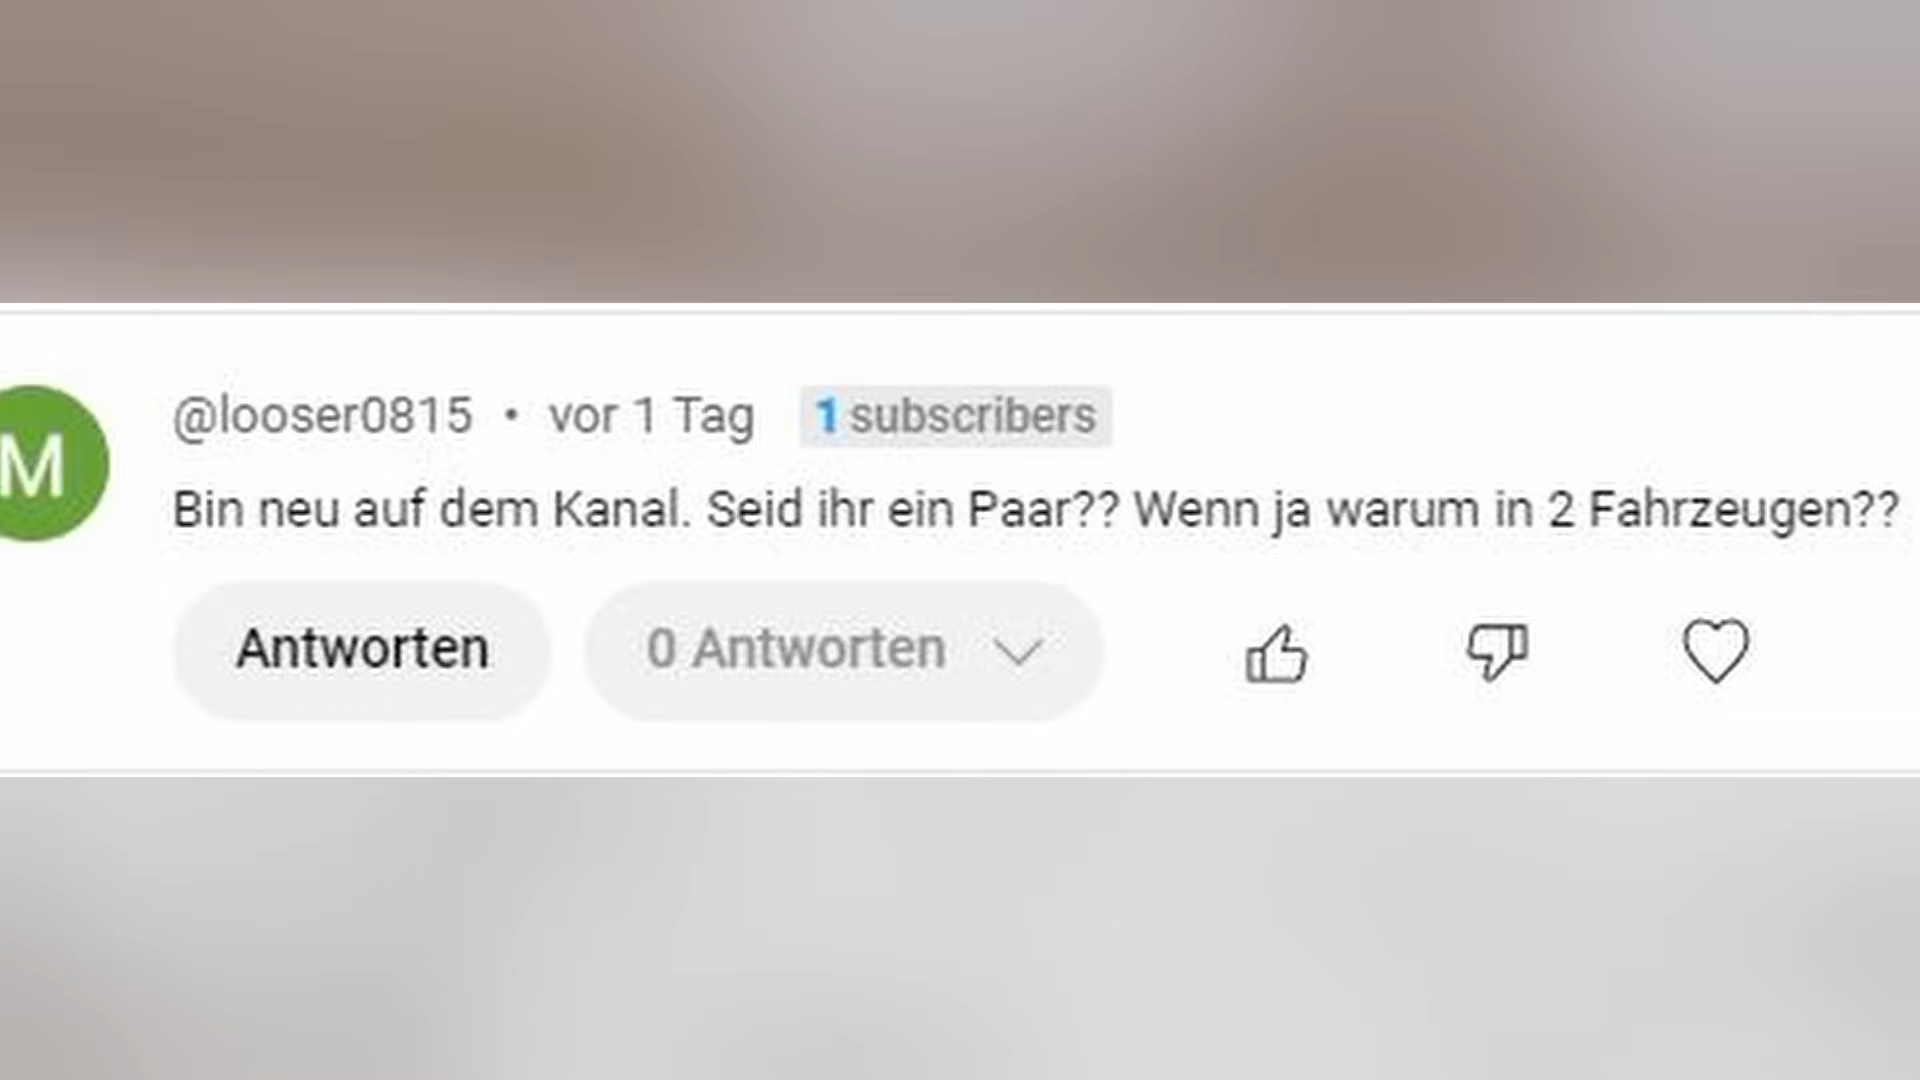 M
@looser0815 • vor 1 Tag 1 subscribers
Bin neu auf dem Kanal. Seid ihr ein Paar?? Wenn ja warum in 2 Fahrzeugen??
Antworten 0 Antworten